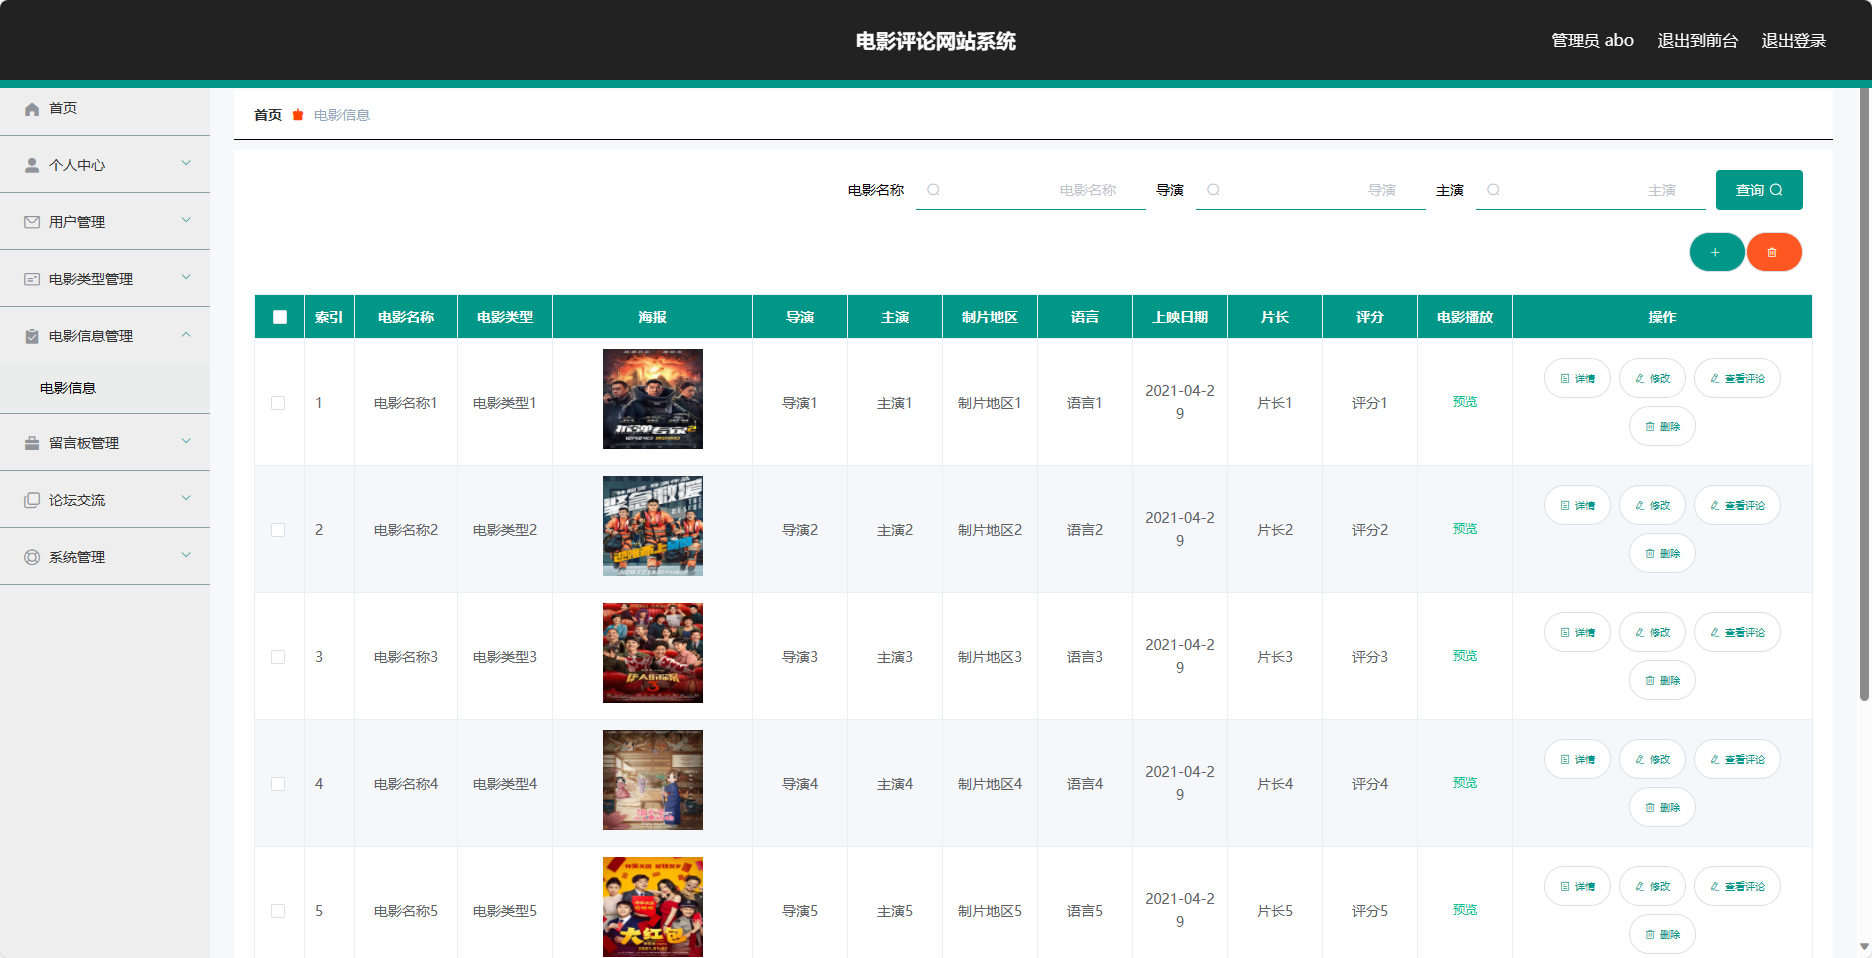 电影评论网站系统
管理员 abo 退出到前台 退出登录
首页
个人中心
用户管理
电影类型管理
电影信息管理
电影信息
留言板管理
论坛交流
系统管理
首页 电影信息
电影名称 电影名称 导演 导演 主演 主演 查询
索引 电影名称 电影类型 海报 导演 主演 制片地区 语言 上映日期 片长 评分 电影播放 操作
1 电影名称1 电影类型1 导演1 主演1 制片地区1 语言1 2021-04-29 片长1 评分1 预览 详情 修改 查看评论 删除
拆弹专家2
2 电影名称2 电影类型2 导演2 主演2 制片地区2 语言2 2021-04-29 片长2 评分2 预览 详情 修改 查看评论 删除
紧急救援
3 电影名称3 电影类型3 导演3 主演3 制片地区3 语言3 2021-04-29 片长3 评分3 预览 详情 修改 查看评论 删除
唐人街探案
3
4 电影名称4 电影类型4 导演4 主演4 制片地区4 语言4 2021-04-29 片长4 评分4 预览 详情 修改 查看评论 删除
5 电影名称5 电影类型5 导演5 主演5 制片地区5 语言5 2021-04-29 片长5 评分5 预览 详情 修改 查看评论 删除
大红包